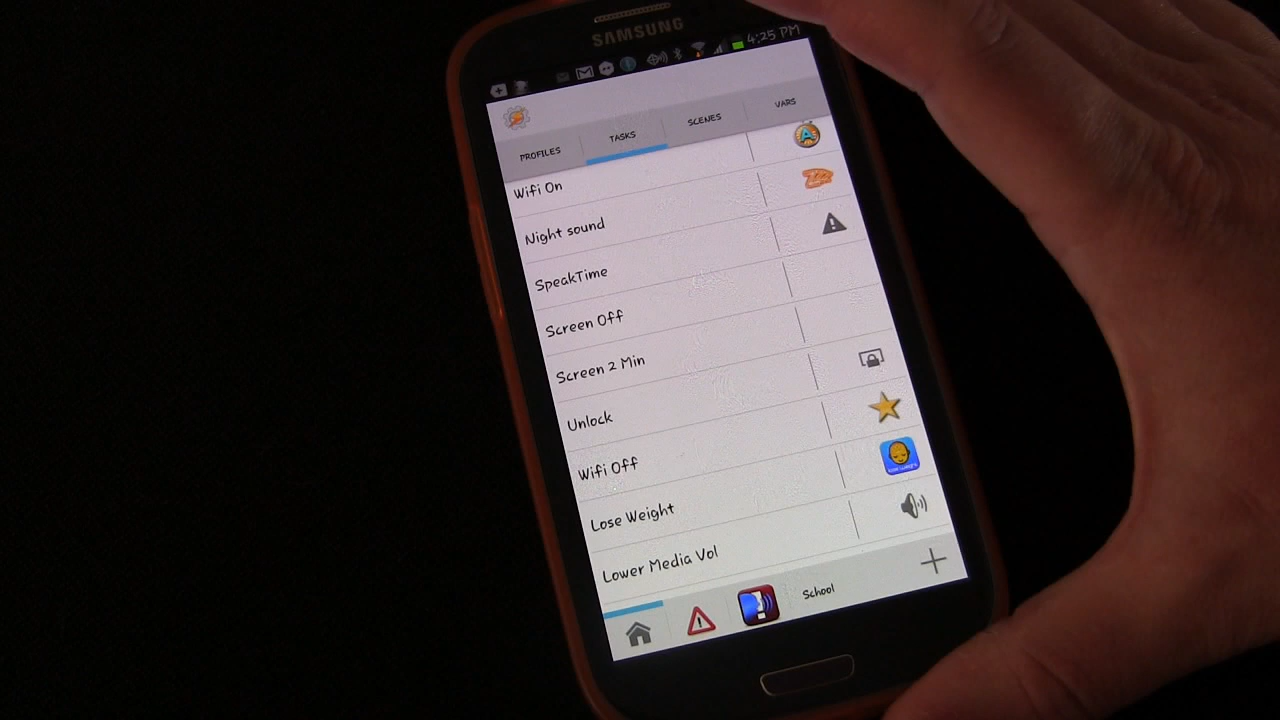 SAMSUNG
4:25 PM
PROFILES
TASKS
SCENES
VARS
Wifi On
Night sound
SpeakTime
Screen Off
Screen 2 Min
Unlock
Wifi Off
Lose Weight
Lower Media Vol
School